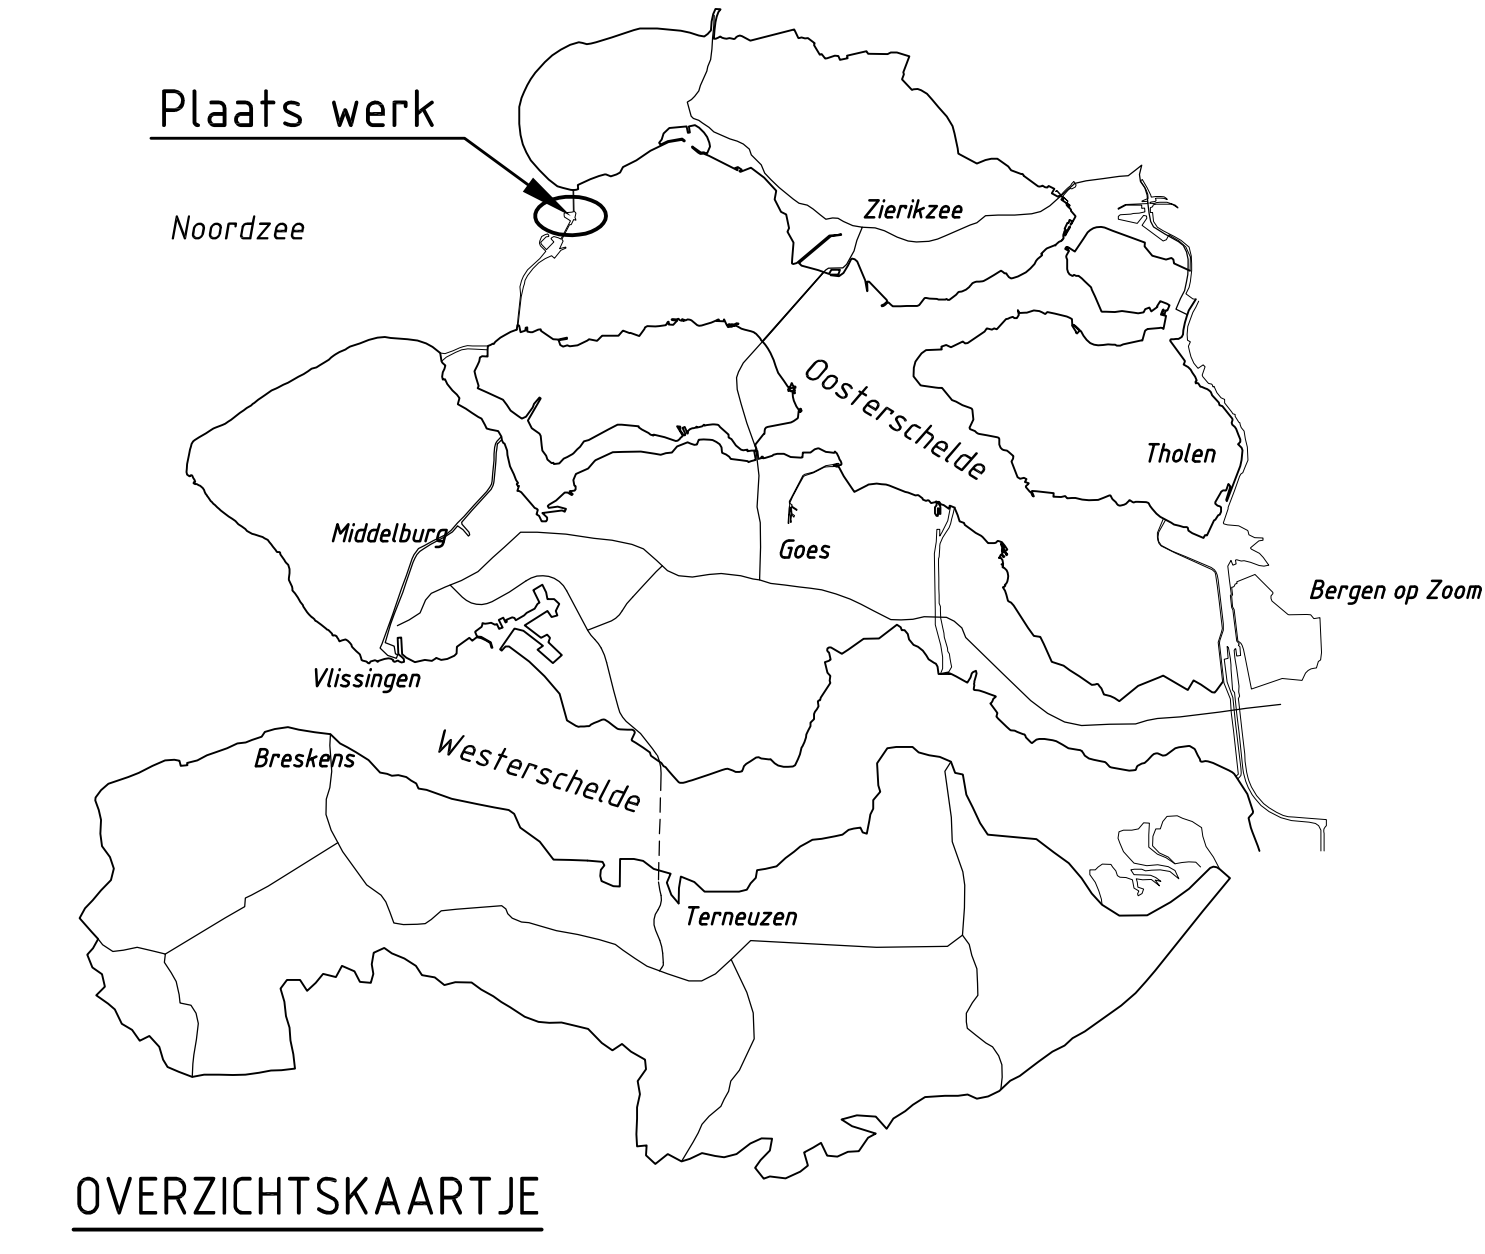 Plaats werk
Noordzee
Zierikzee
Oosterschelde
Tholen
Middelburg
Goes
Bergen op Zoom
Vlissingen
Breskens
Westerschelde
Terneuzen
OVERZICHTSKAARTJE